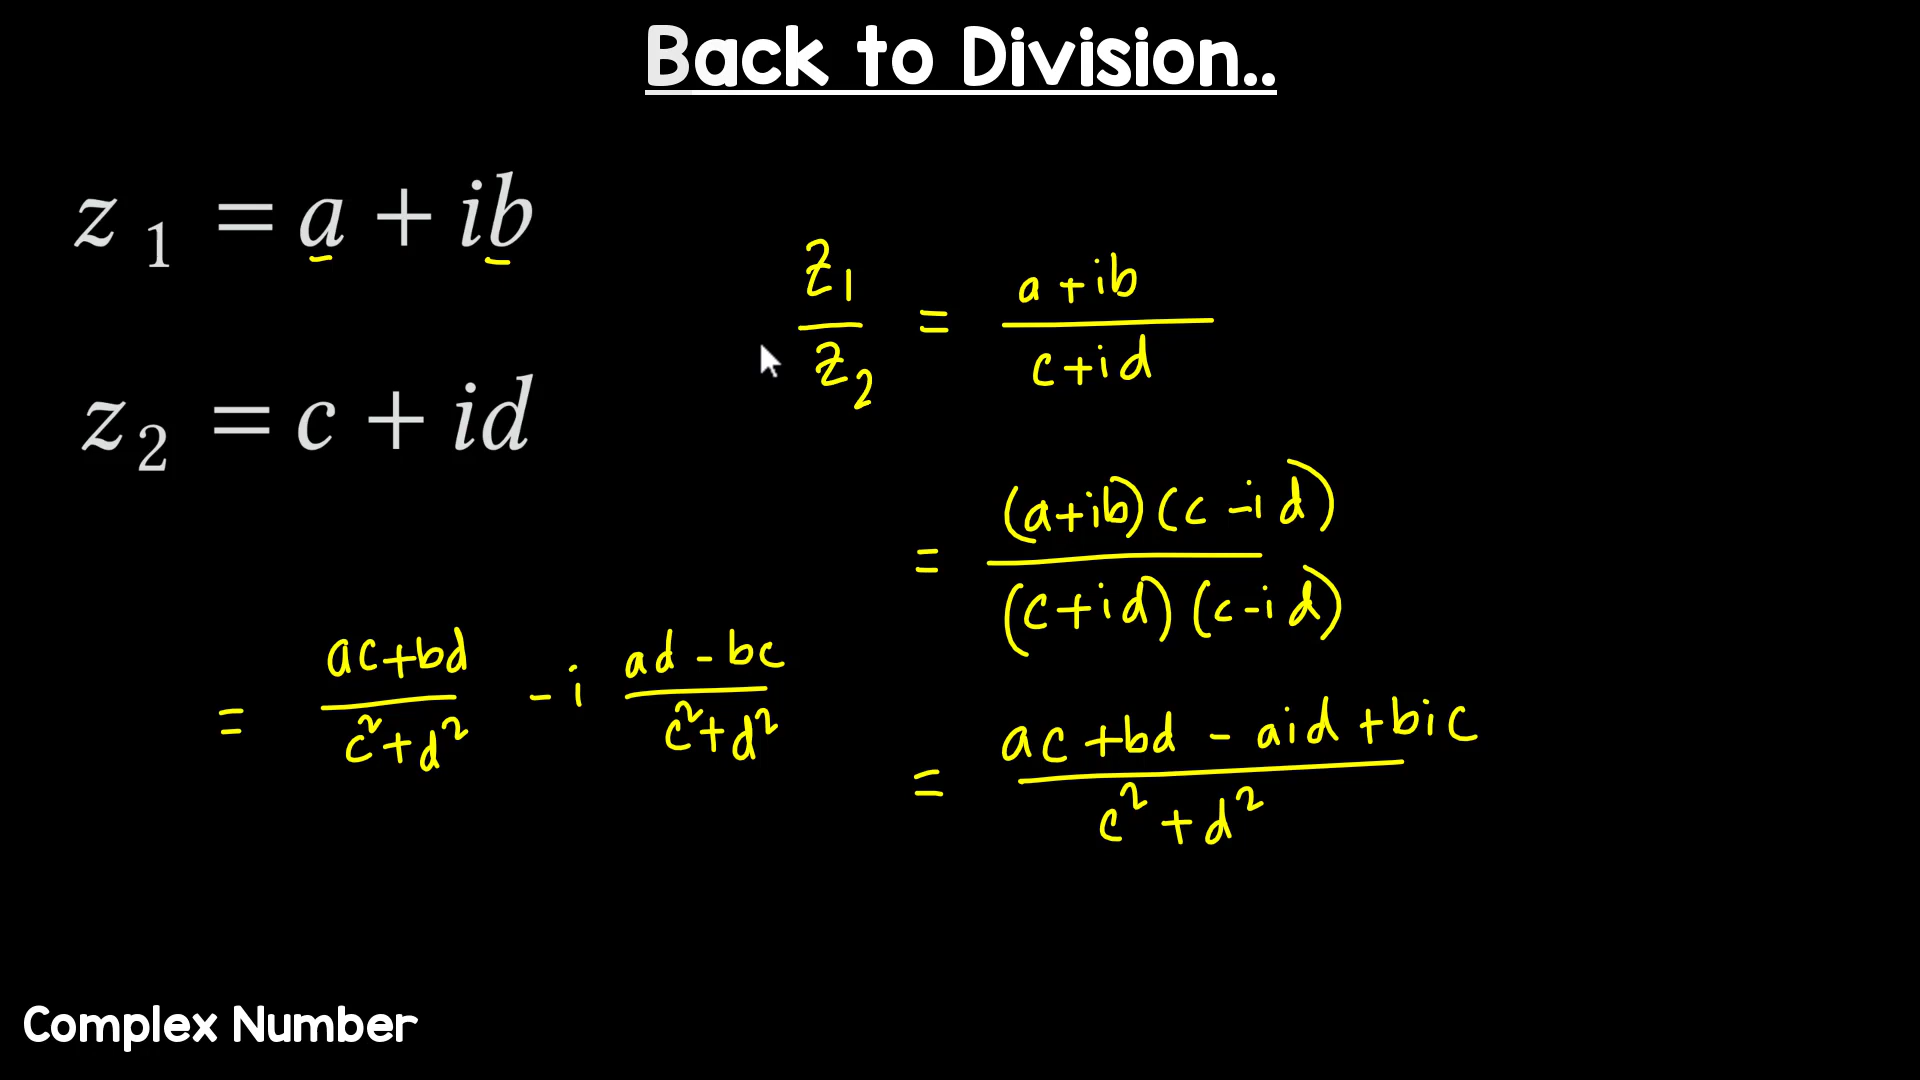 Back to Division..
z₁ = a + ib
z₂ = c + id
z₁/z₂ = (a+ib)/(c+id)
= (a+ib)(c-id)/(c+id)(c-id)
= (ac+bd - aid + bic)/(c²+d²)
= (ac+bd)/(c²+d²) - i (ad-bc)/(c²+d²)
Complex Number